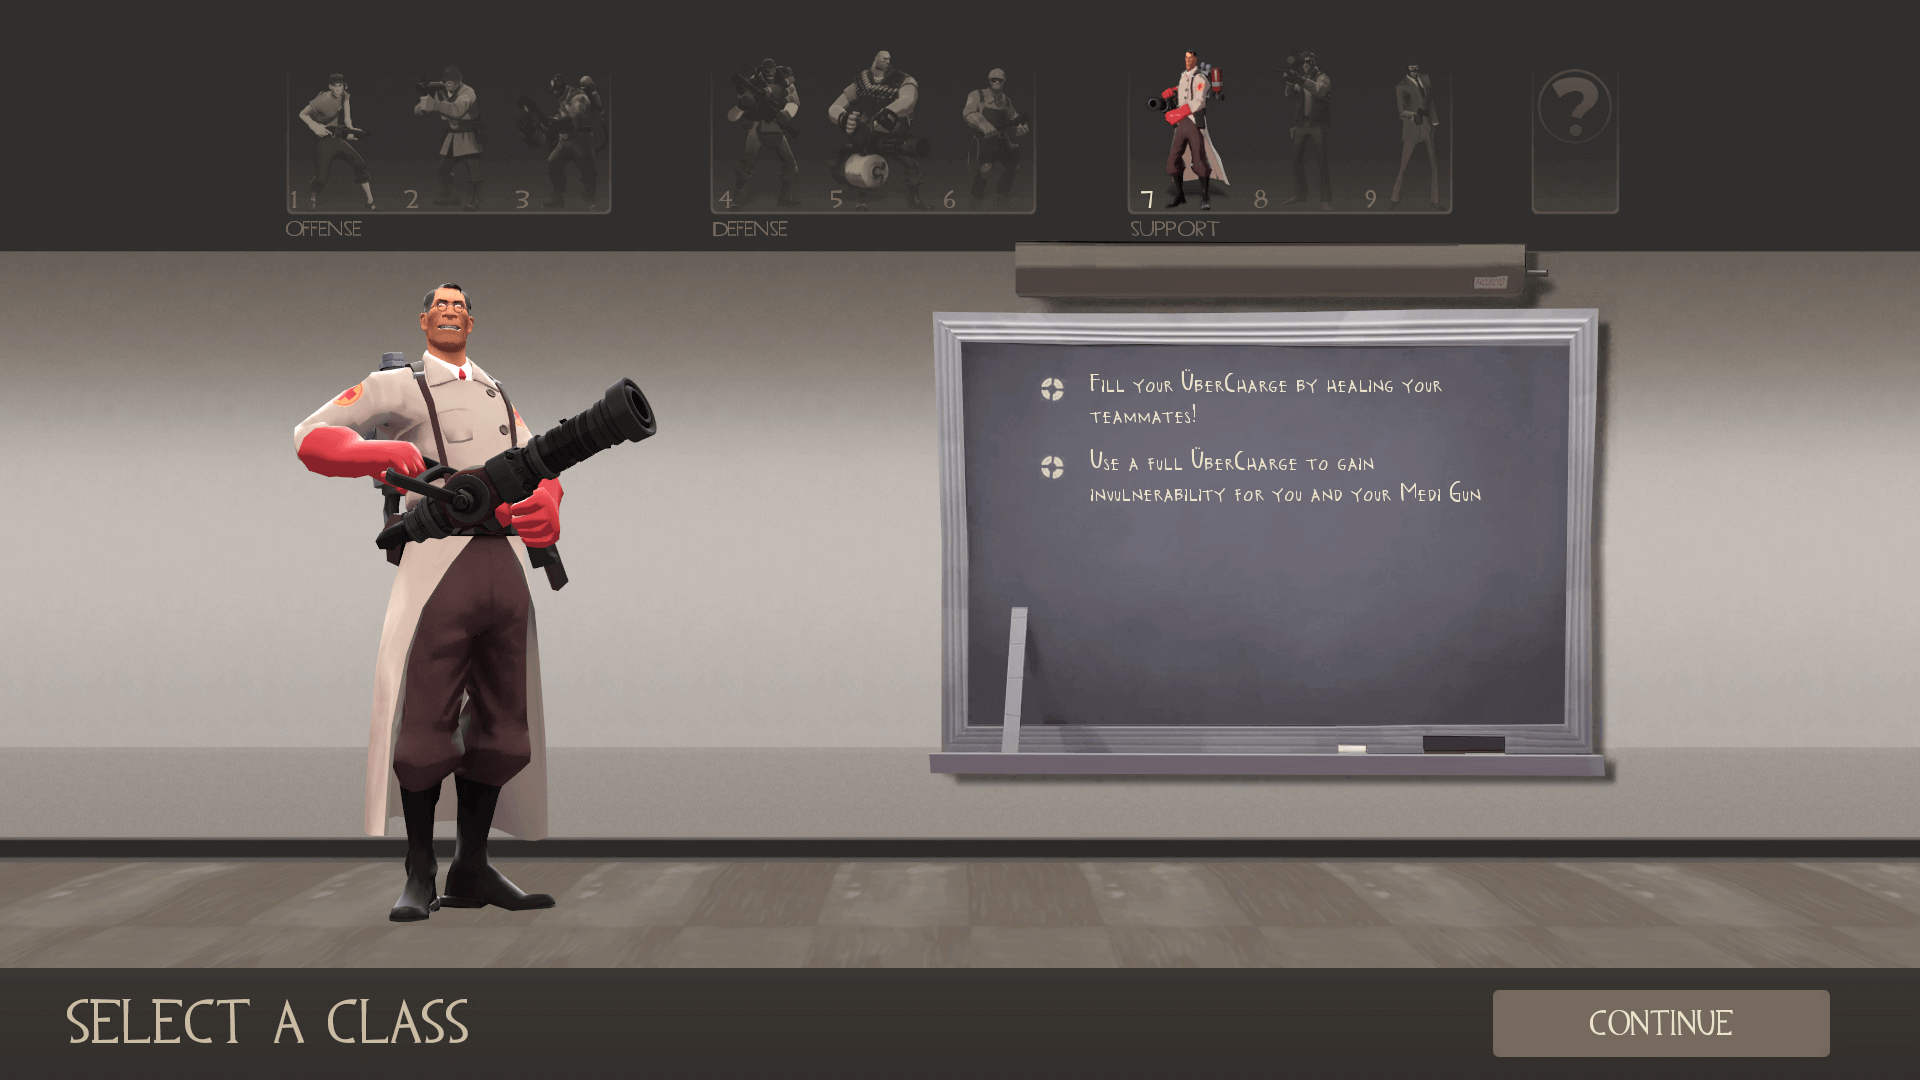 1 2 3 4 5 6 7 8 9
OFFENSE DEFENSE SUPPORT
Fill your ÜberCharge by healing your
teammates!
Use a full ÜberCharge to gain
invulnerability for you and your Medi Gun
SELECT A CLASS
CONTINUE